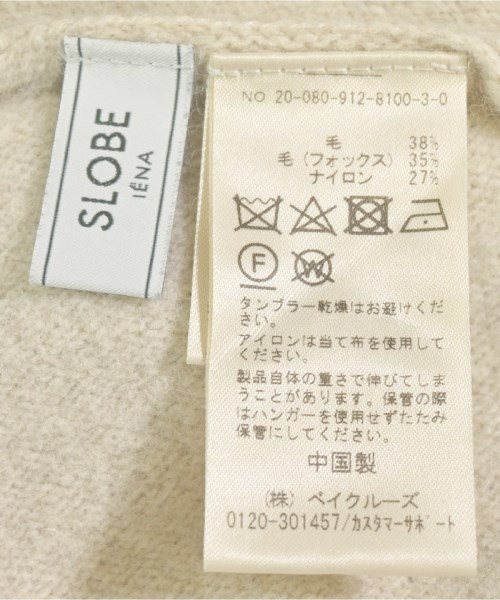 SLOBE
IÉNA
NO 20-080-912-8100-3-0
毛 38%
毛(フォックス) 35%
ナイロン 27%
F
W
タンブラー乾燥はお避けくだ
さい。
アイロンは当て布を使用して
ください。
製品自体の重さで伸びてしま
うことがあります。保管の際
はハンガーを使用せずたたみ
保管にしてください。
中国製
(株) ベイクルーズ
0120-301457/カスタマーサポート